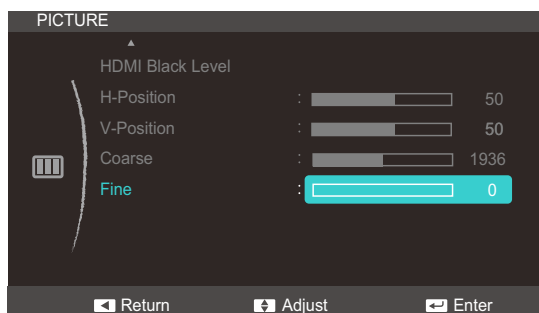 PICTURE
HDMI Black Level
H-Position : 50
V-Position : 50
Coarse : 1936
Fine : 0
Return Adjust Enter